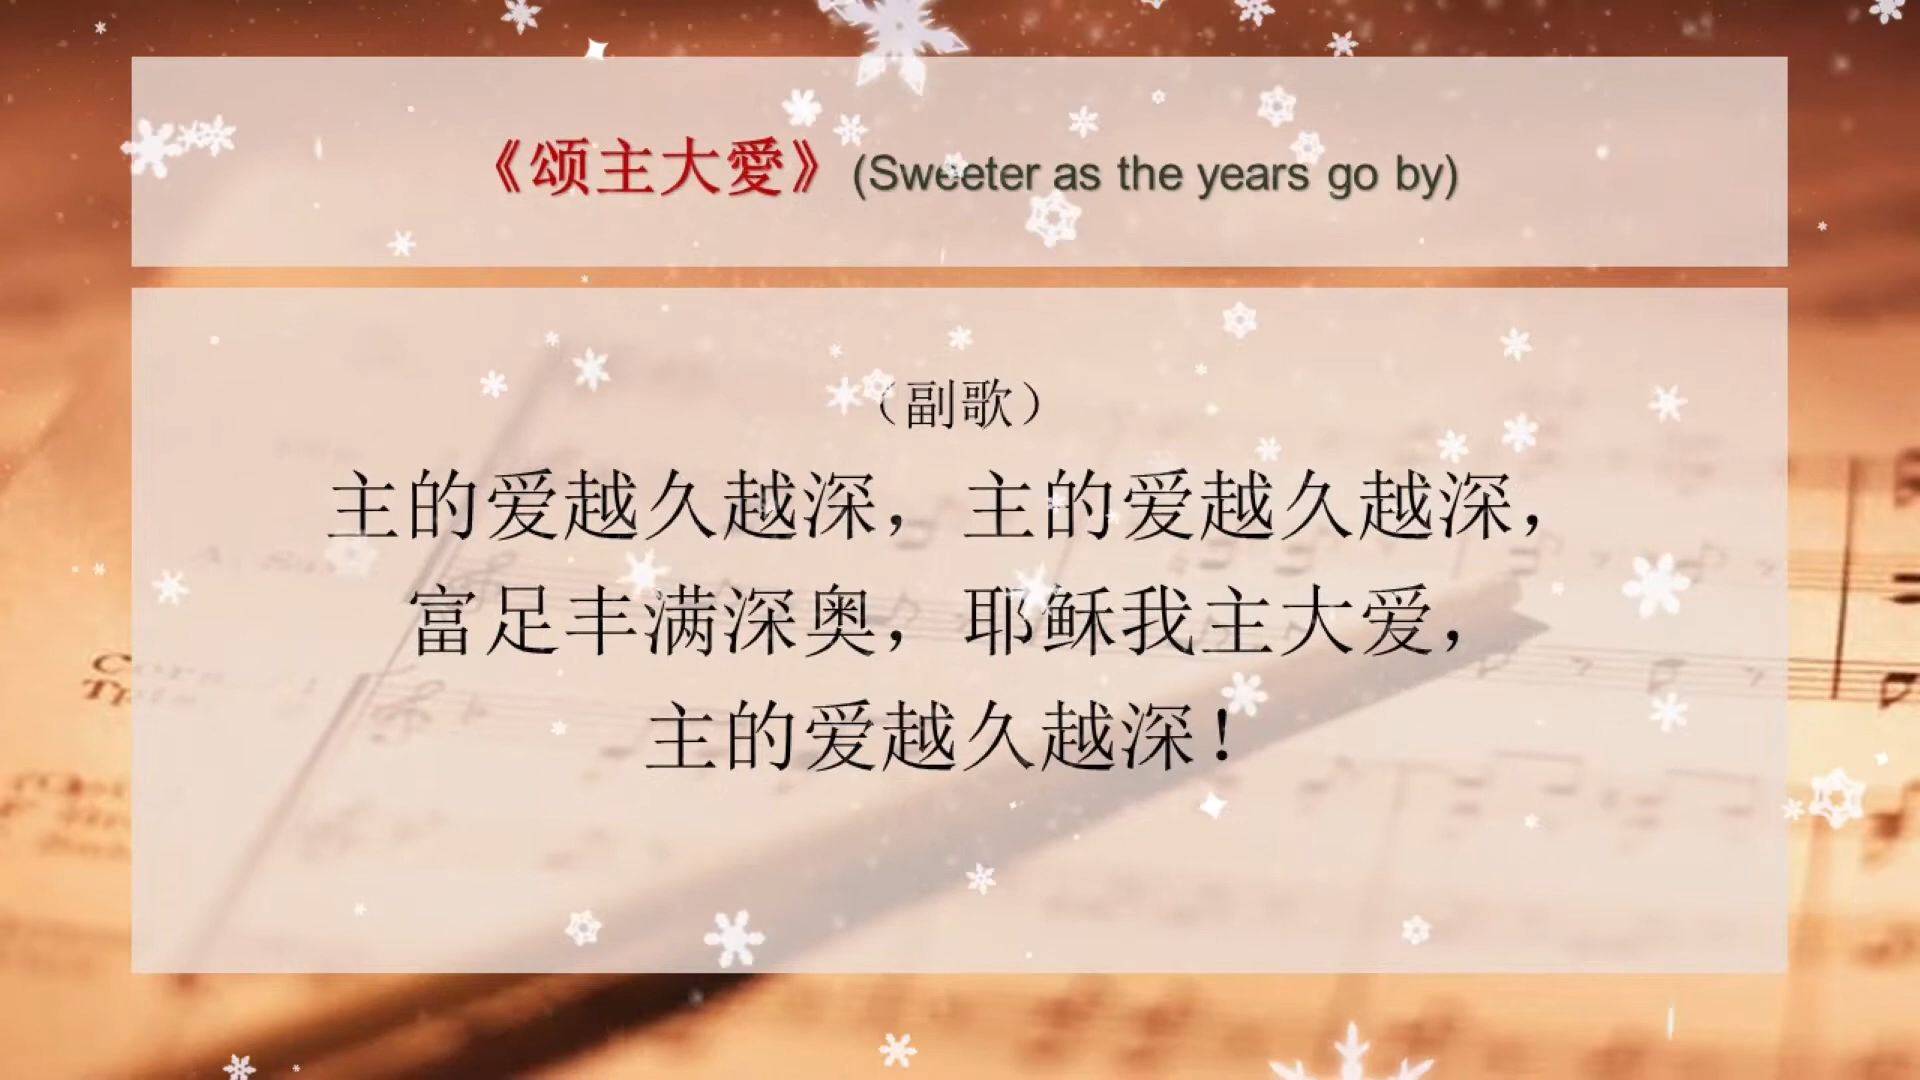 《颂主大愛》(Sweeter as the years go by)
（副歌）
主的爱越久越深，主的爱越久越深，
富足丰满深奥，耶稣我主大爱，
主的爱越久越深！